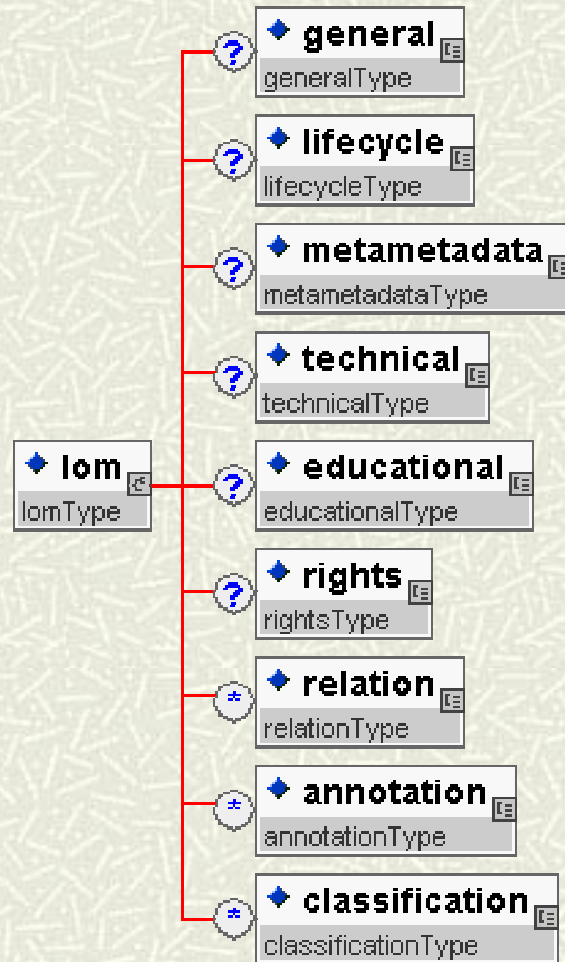 general
generalType
?
lifecycle
lifecycleType
?
metametadata
metametadataType
?
technical
technicalType
?
lom
lomType
educational
educationalType
?
rights
rightsType
?
relation
relationType
*
annotation
annotationType
*
classification
classificationType
*